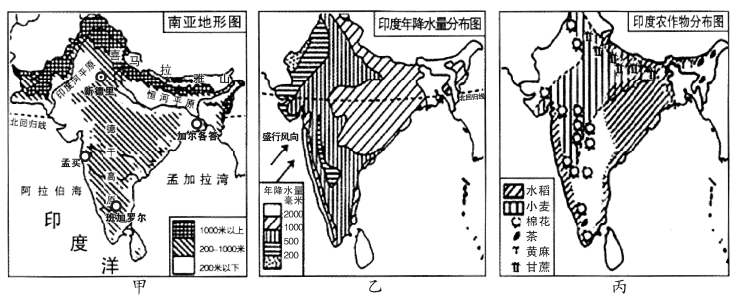 南亚地形图
喜
马
拉
雅
山
印度河平原
新德里
恒河平原
北回归线
加尔各答
德
干
高
原
孟买
孟加拉湾
阿拉伯海
班加罗尔
印
度
洋
1000米以上
200-1000米
200米以下
甲
印度年降水量分布图
北回归线
盛行风向
年降水量
毫米
2000
1000
500
200
乙
印度农作物分布图
水稻
小麦
棉花
茶
黄麻
甘蔗
丙